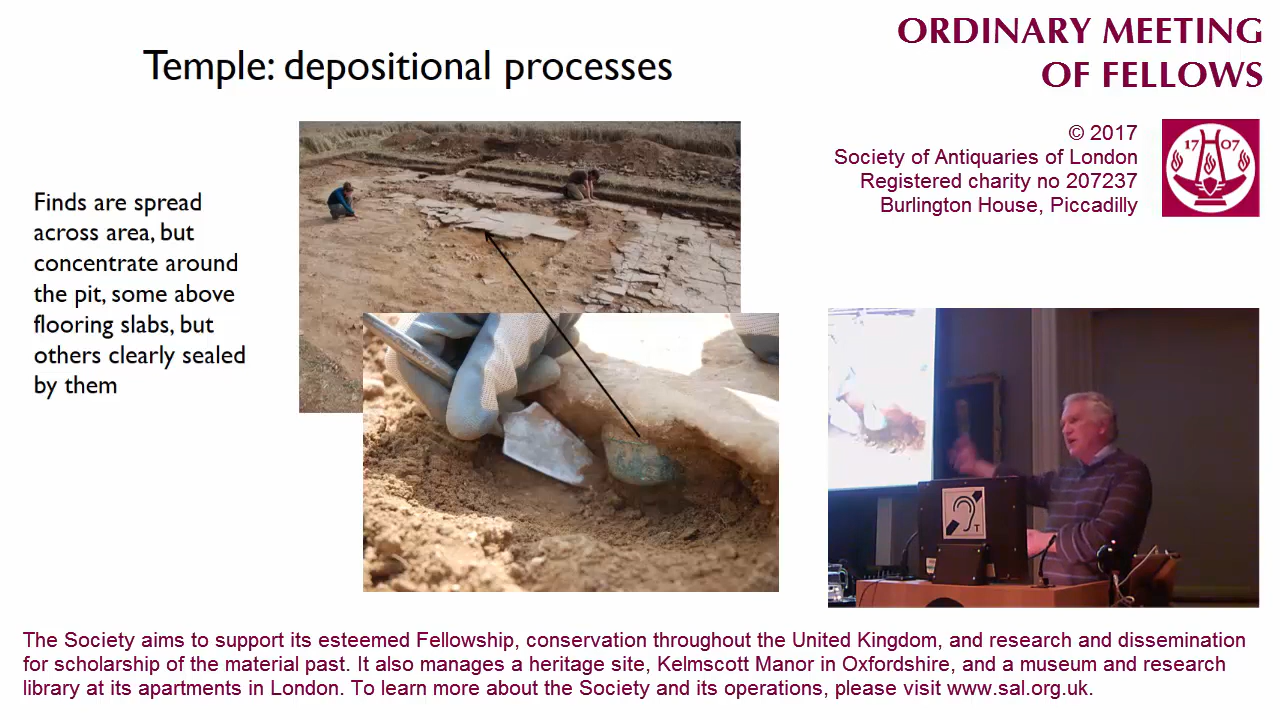 Temple: depositional processes
Finds are spread
across area, but
concentrate around
the pit, some above
flooring slabs, but
others clearly sealed
by them
ORDINARY MEETING
OF FELLOWS
© 2017
Society of Antiquaries of London
Registered charity no 207237
Burlington House, Piccadilly
17 07
T
The Society aims to support its esteemed Fellowship, conservation throughout the United Kingdom, and research and dissemination
for scholarship of the material past. It also manages a heritage site, Kelmscott Manor in Oxfordshire, and a museum and research
library at its apartments in London. To learn more about the Society and its operations, please visit www.sal.org.uk.